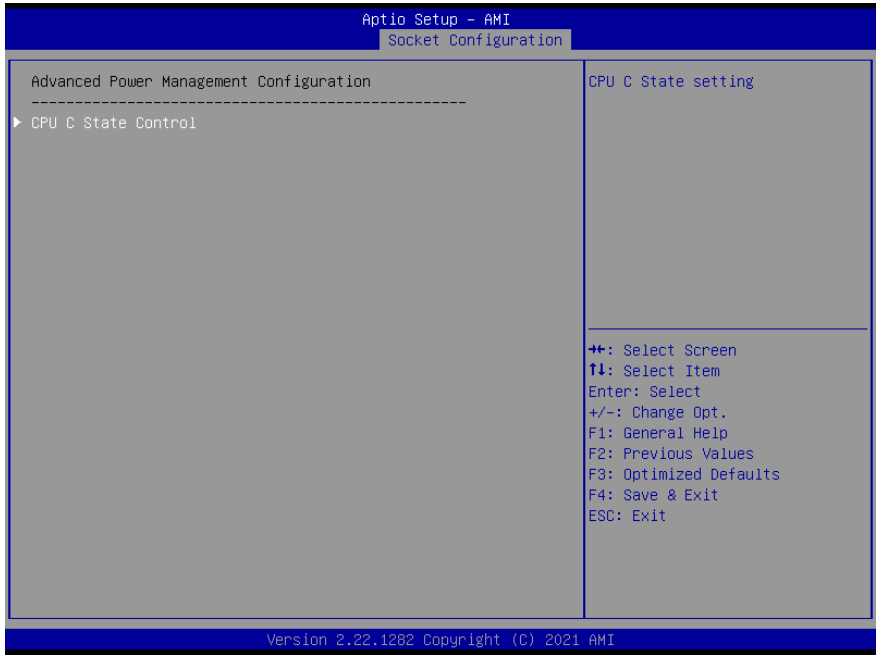 Aptio Setup – AMI
Socket Configuration
Advanced Power Management Configuration
--------------------------------------------------
▶ CPU C State Control
CPU C State setting
→←: Select Screen
↑↓: Select Item
Enter: Select
+/-: Change Opt.
F1: General Help
F2: Previous Values
F3: Optimized Defaults
F4: Save & Exit
ESC: Exit
Version 2.22.1282 Copyright (C) 2021 AMI